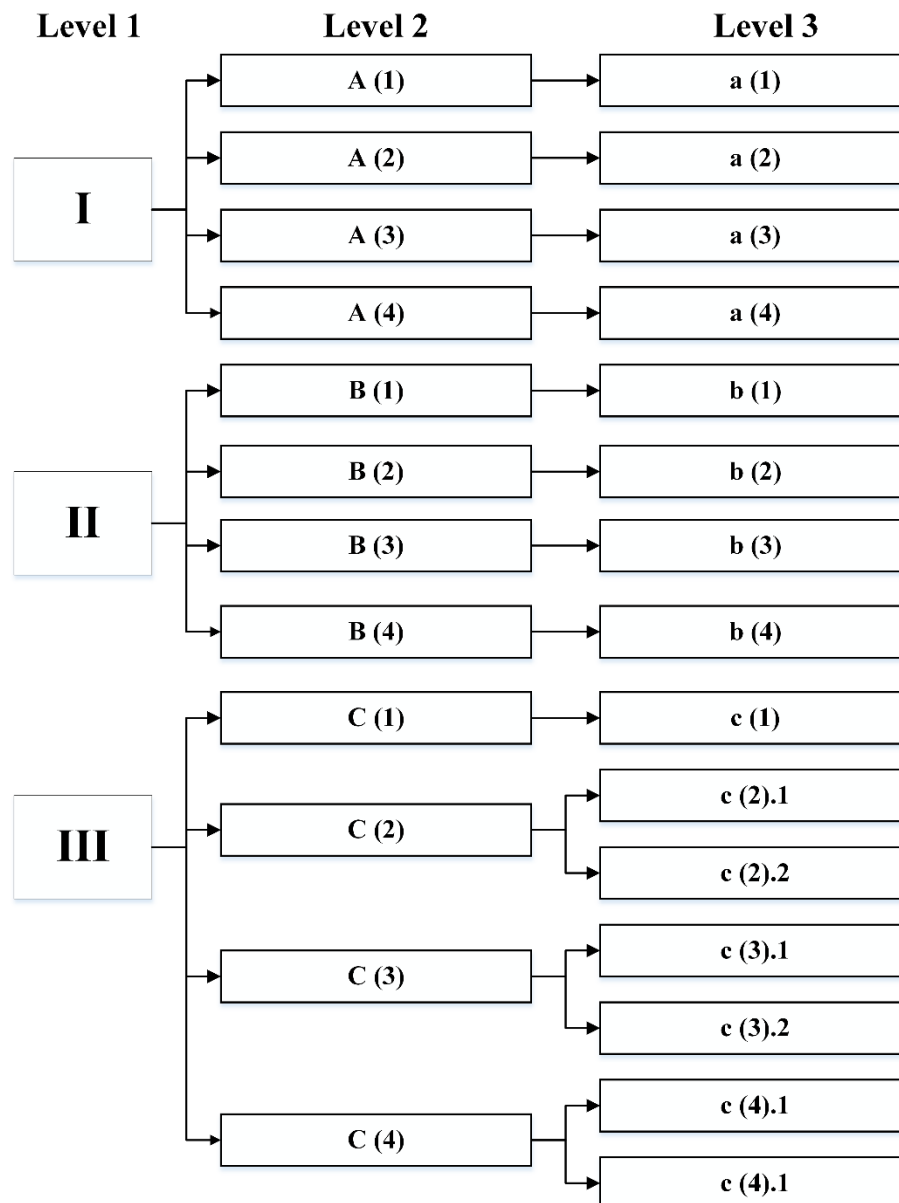 Level 1 Level 2 Level 3
A (1) a (1)
A (2) a (2)
I
A (3) a (3)
A (4) a (4)
B (1) b (1)
B (2) b (2)
II
B (3) b (3)
B (4) b (4)
C (1) c (1)
c (2).1
C (2)
III
c (2).2
c (3).1
C (3)
c (3).2
c (4).1
C (4)
c (4).1